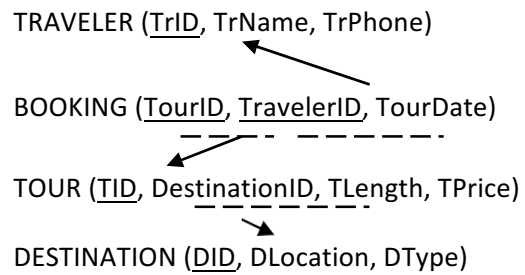 TRAVELER (TrID, TrName, TrPhone)
BOOKING (TourID, TravelerID, TourDate)
TOUR (TID, DestinationID, TLength, TPrice)
DESTINATION (DID, DLocation, DType)